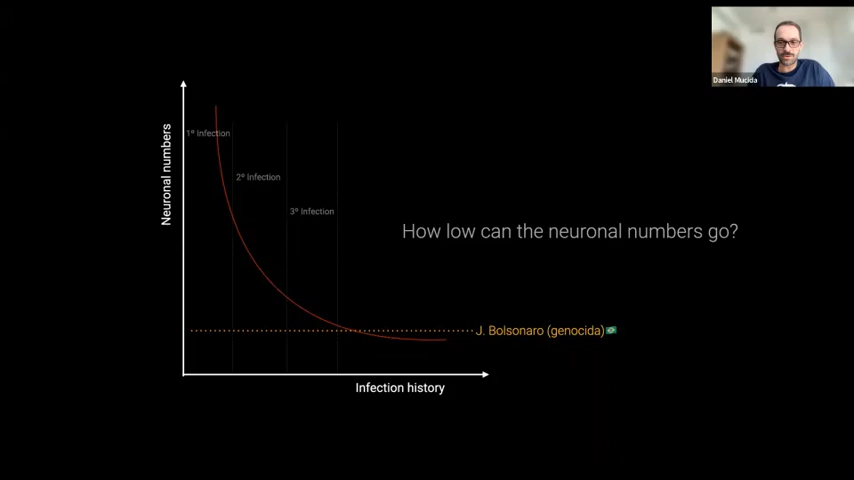 Daniel Mucida
Neuronal numbers
1º Infection
2º Infection
3º Infection
How low can the neuronal numbers go?
J. Bolsonaro (genocida)
Infection history